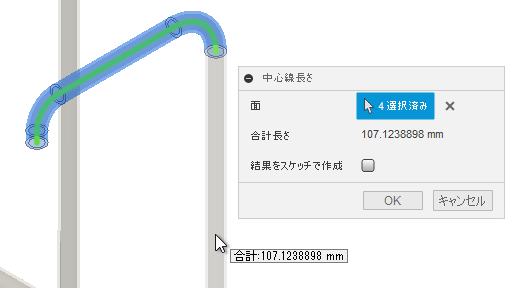 中心線長さ
面
4 選択済み
合計長さ
107.1238898 mm
結果をスケッチで作成
OK
キャンセル
合計:107.1238898 mm